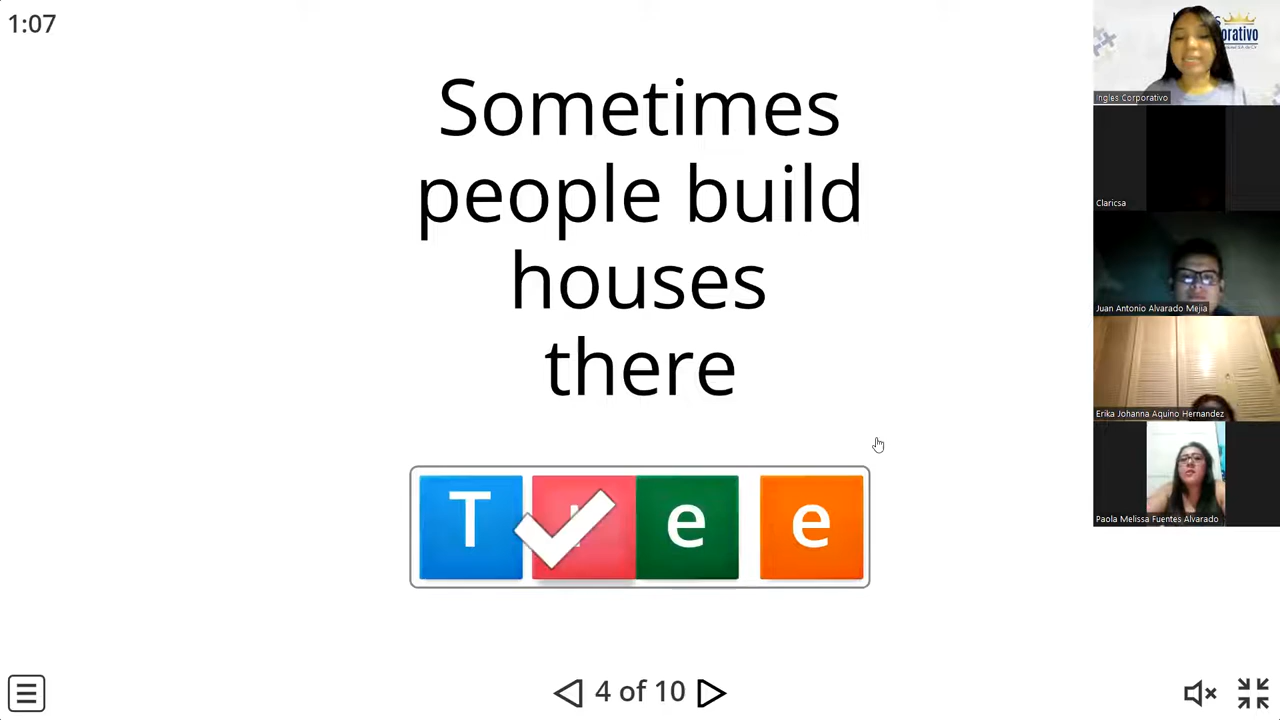 1:07
Sometimes
people build
houses
there
T r e e
4 of 10
orativo
Ingles Corporativo
Claricsa
Juan Antonio Alvarado Mejia
Erika Johanna Aquino Hernandez
Paola Melissa Fuentes Alvarado